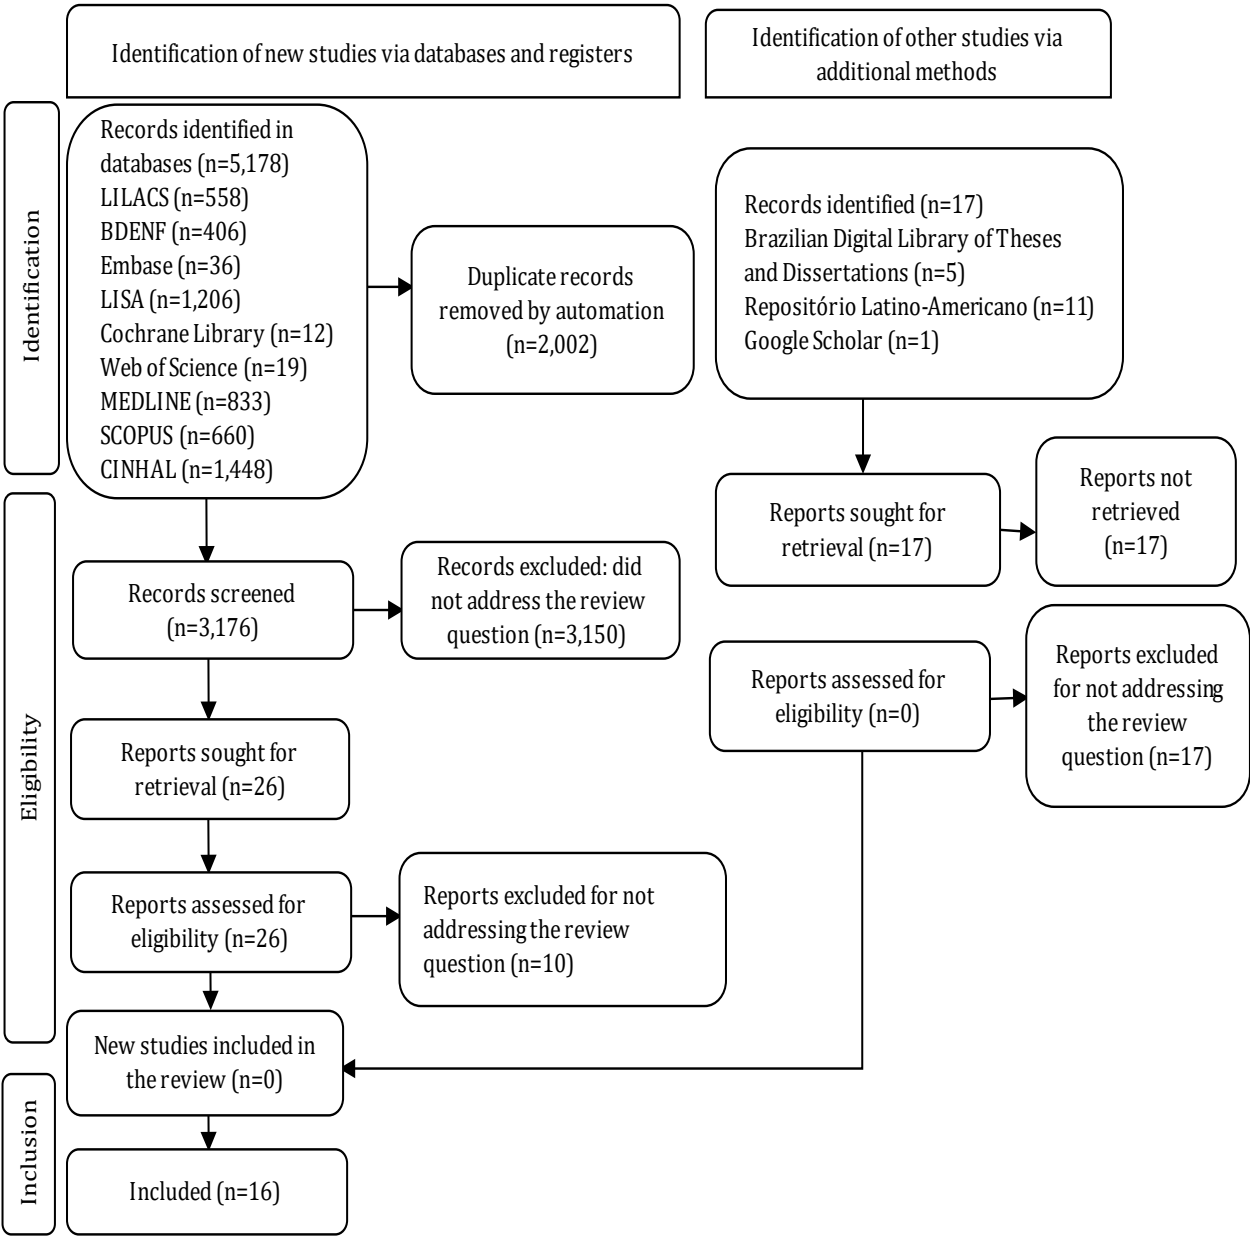 Identification of new studies via databases and registers
Identification of other studies via
additional methods
Identification
Records identified in
databases (n=5,178)
LILACS (n=558)
BDENF (n=406)
Embase (n=36)
LISA (n=1,206)
Cochrane Library (n=12)
Web of Science (n=19)
MEDLINE (n=833)
SCOPUS (n=660)
CINHAL (n=1,448)
Duplicate records
removed by automation
(n=2,002)
Records identified (n=17)
Brazilian Digital Library of Theses
and Dissertations (n=5)
Repositório Latino-Americano (n=11)
Google Scholar (n=1)
Reports sought for
retrieval (n=17)
Reports not
retrieved
(n=17)
Eligibility
Records screened
(n=3,176)
Records excluded: did
not address the review
question (n=3,150)
Reports assessed for
eligibility (n=0)
Reports excluded
for not addressing
the review
question (n=17)
Reports sought for
retrieval (n=26)
Reports assessed for
eligibility (n=26)
Reports excluded for not
addressing the review
question (n=10)
New studies included in
the review (n=0)
Inclusion
Included (n=16)